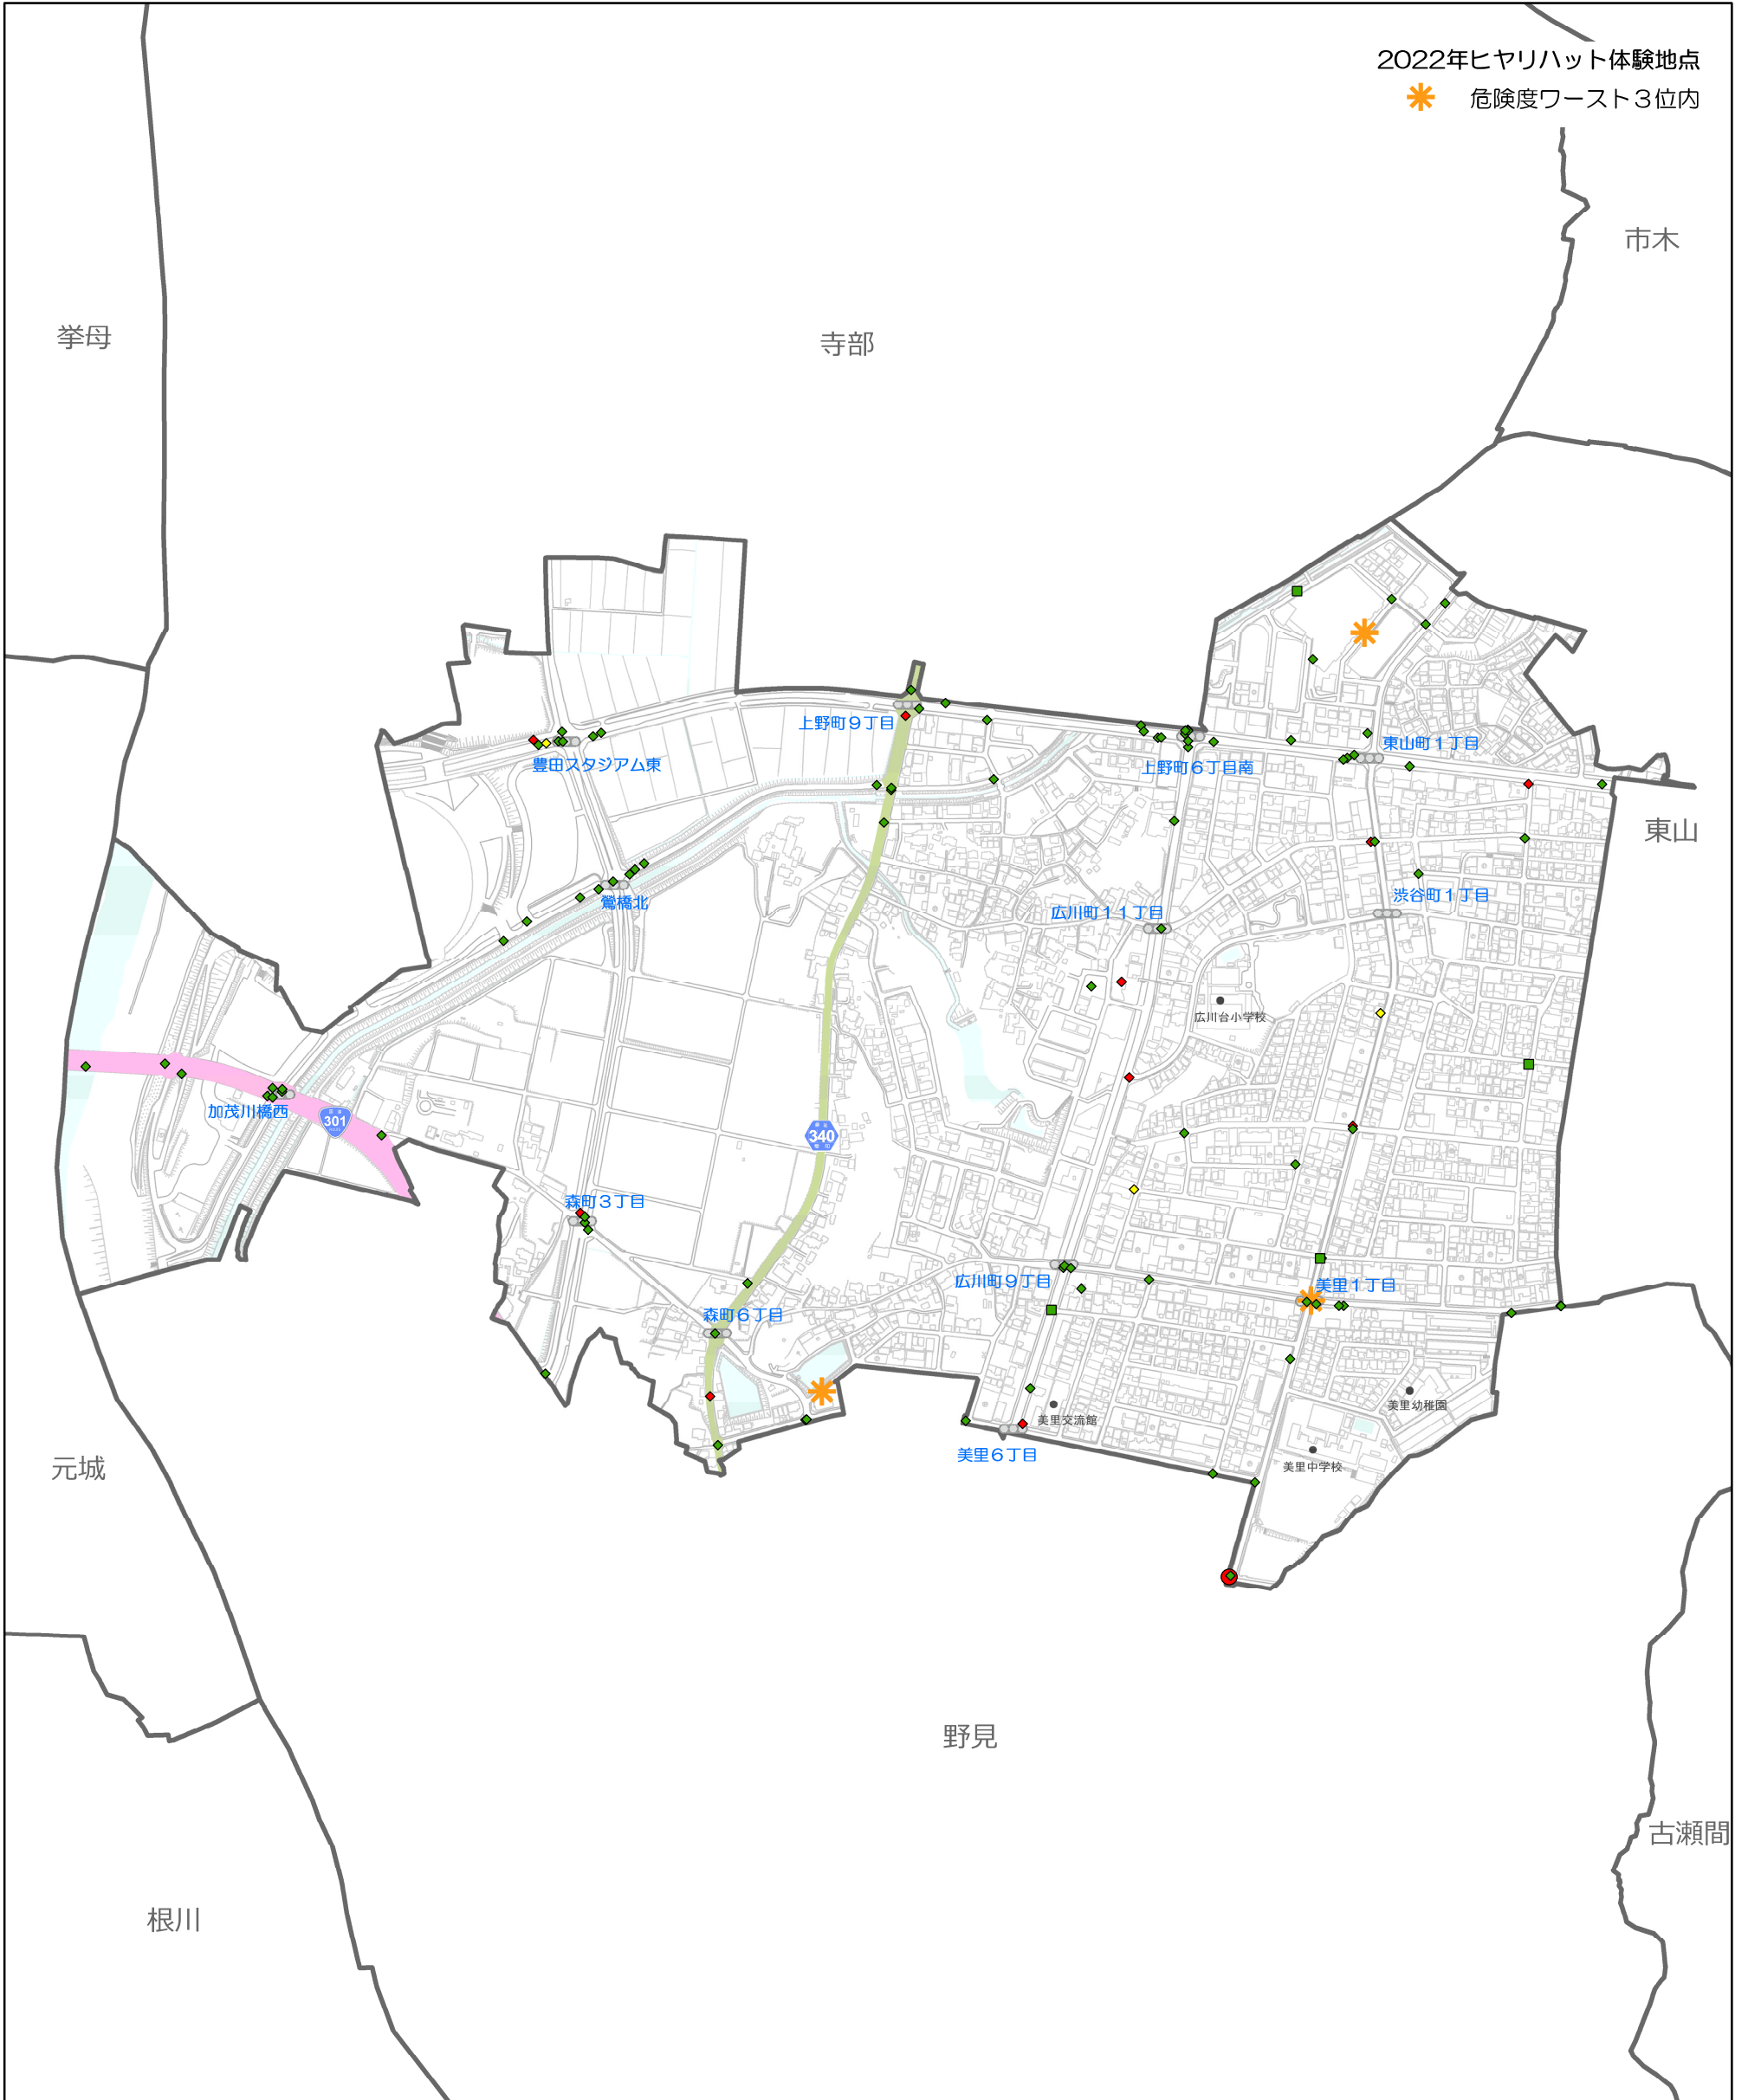 2022年ヒヤリハット体験地点
危険度ワースト３位内
市木
挙母
寺部
上野町９丁目
東山町１丁目
豊田スタジアム東
上野町６丁目南
東山
渋谷町１丁目
鴬橋北
広川町１１丁目
広川台小学校
加茂川橋西
301
340
森町３丁目
広川町９丁目
美里１丁目
森町６丁目
美里幼稚園
美里交流館
美里６丁目
美里中学校
元城
野見
古瀬間
根川